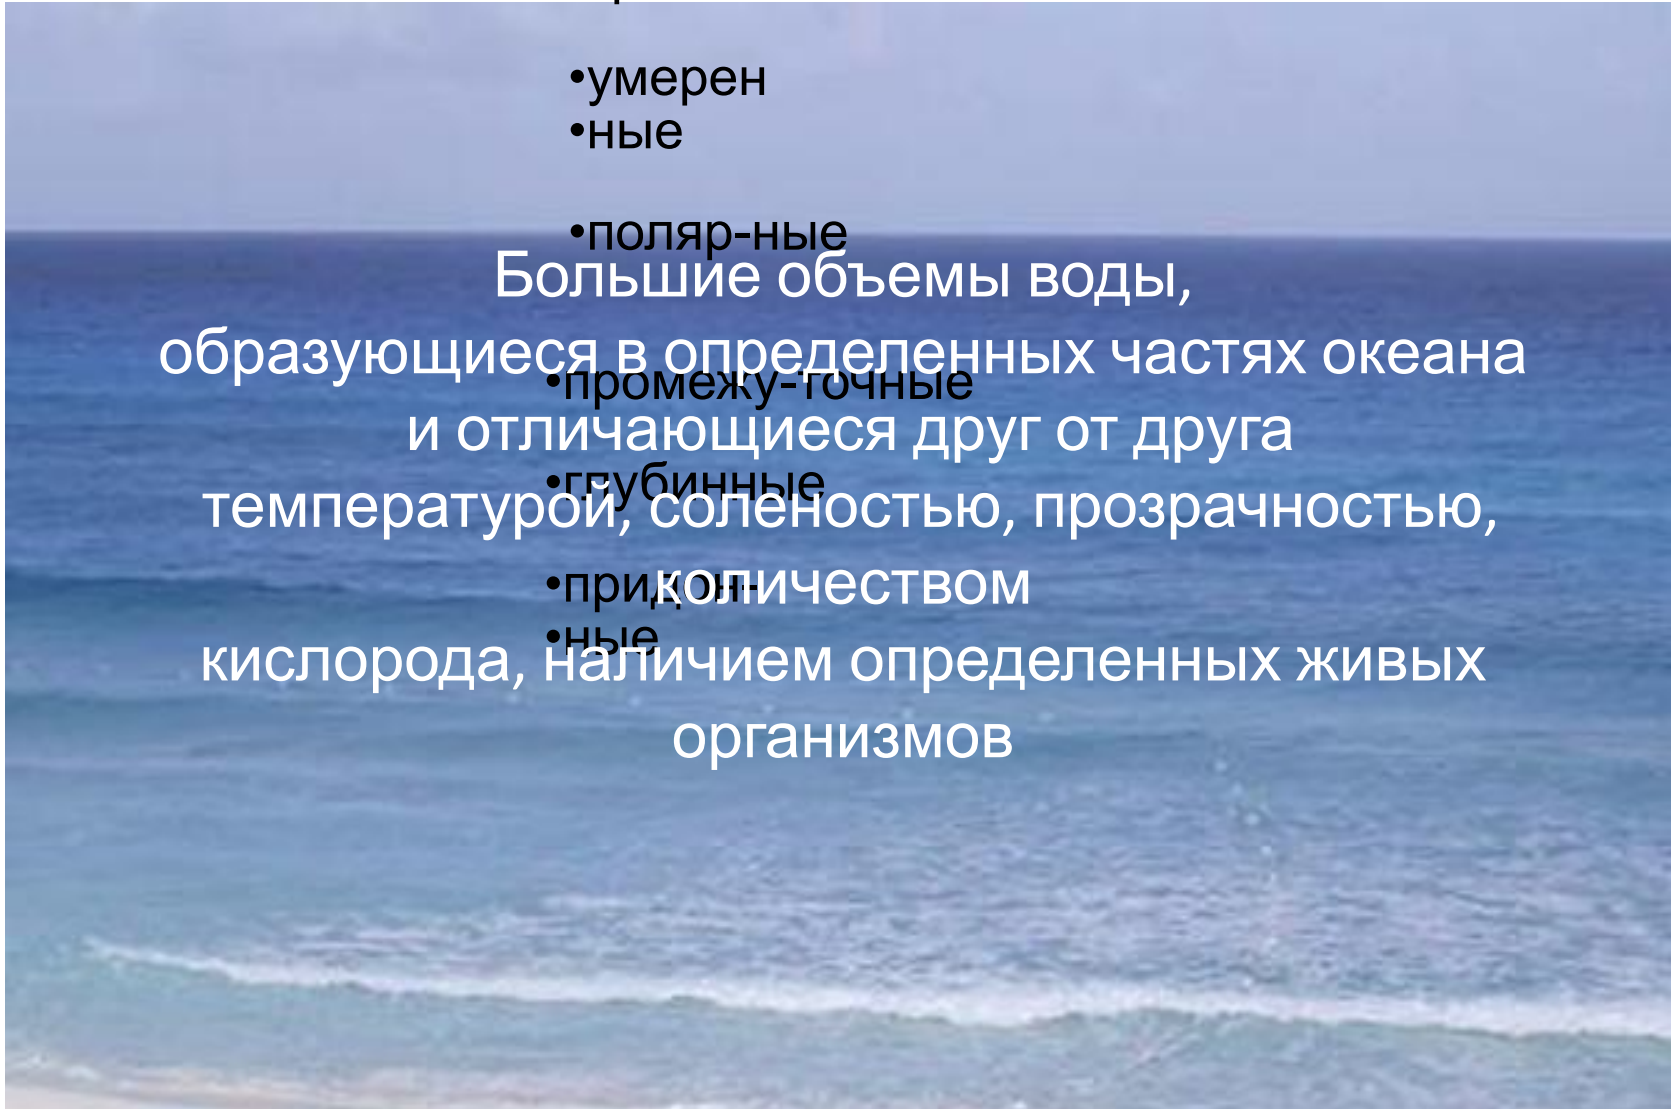 •умерен
•ные
•поляр-ные
Большие объемы воды,
образующиеся в определенных частях океана
•промежу-точные
и отличающиеся друг от друга
•глубинные
температурой, соленостью, прозрачностью,
•придон-
количеством
•ные
кислорода, наличием определенных живых
организмов